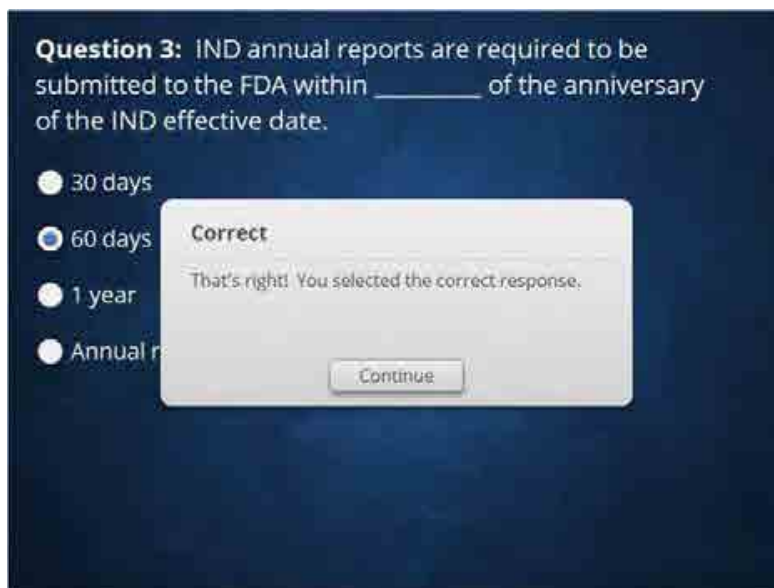 Question 3: IND annual reports are required to be
submitted to the FDA within ________ of the anniversary
of the IND effective date.
30 days
60 days
1 year
Annual r
Correct
That's right! You selected the correct response.
Continue